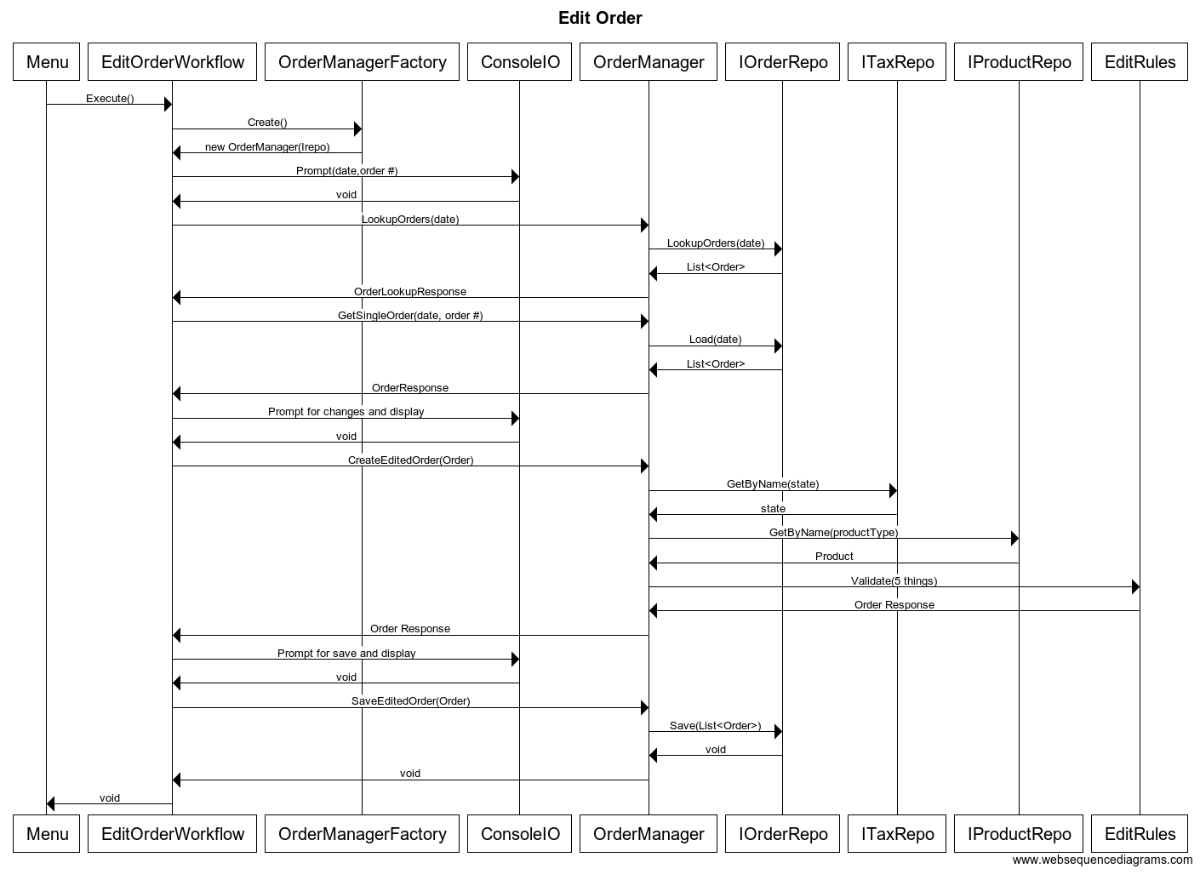 Edit Order
Menu EditOrderWorkflow OrderManagerFactory ConsoleIO OrderManager IOrderRepo ITaxRepo IProductRepo EditRules
Execute()
Create()
new OrderManager(Irepo)
Prompt(date,order #)
void
LookupOrders(date)
LookupOrders(date)
List<Order>
OrderLookupResponse
GetSingleOrder(date, order #)
Load(date)
List<Order>
OrderResponse
Prompt for changes and display
void
CreateEditedOrder(Order)
GetByName(state)
state
GetByName(productType)
Product
Validate(5 things)
Order Response
Order Response
Prompt for save and display
void
SaveEditedOrder(Order)
Save(List<Order>)
void
void
void
Menu EditOrderWorkflow OrderManagerFactory ConsoleIO OrderManager IOrderRepo ITaxRepo IProductRepo EditRules
www.websequencediagrams.com